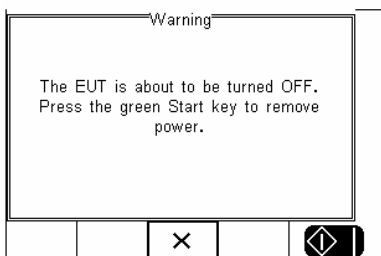 Warning
The EUT is about to be turned OFF.
Press the green Start key to remove
power.